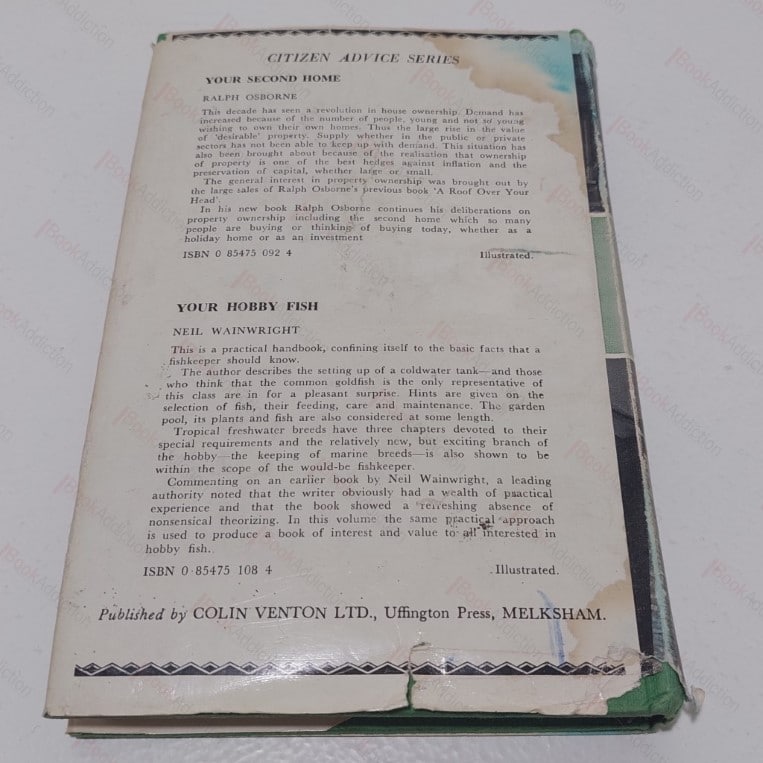 CITIZEN ADVICE SERIES
YOUR SECOND HOME
RALPH OSBORNE
This decade has seen a revolution in house ownership. Demand has
increased because of the number of people, young and not so young
wishing to own their own homes. Thus the large rise in the value
of 'desirable' property. Supply whether in the public or private
sectors has not been able to keep up with demand. This situation has
also been brought about because of the realisation that ownership
of property is one of the best hedges against inflation and the
preservation of capital, whether large or small.
The general interest in property ownership was brought out by
the large sales of Ralph Osborne's previous book 'A Roof Over Your
Head'.
In his new book Ralph Osborne continues his deliberations on
property ownership including the second home which so many
people are buying or thinking of buying today, whether as a
holiday home or as an investment
ISBN 0 85475 092 4 Illustrated.
YOUR HOBBY FISH
NEIL WAINWRIGHT
This is a practical handbook, confining itself to the basic facts that a
fishkeeper should know.
The author describes the setting up of a coldwater tank—and those
who think that the common goldfish is the only representative of
this class are in for a pleasant surprise. Hints are given on the
selection of fish, their feeding, care and maintenance. The garden
pool, its plants and fish are also considered at some length.
Tropical freshwater breeds have three chapters devoted to their
special requirements and the relatively new, but exciting branch of
the hobby—the keeping of marine breeds—is also shown to be
within the scope of the would-be fishkeeper.
Commenting on an earlier book by Neil Wainwright, a leading
authority noted that the writer obviously had a wealth of practical
experience and that the book showed a refreshing absence of
nonsensical theorizing. In this volume the same practical approach
is used to produce a book of interest and value to all interested in
hobby fish.
ISBN 0 85475 108 4 Illustrated.
Published by COLIN VENTON LTD., Uffington Press, MELKSHAM.
BookAddiction